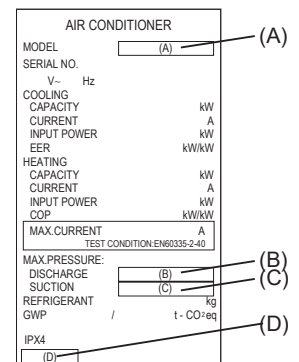 AIR CONDITIONER
MODEL (A) (A)
SERIAL NO.
V~ Hz
COOLING
CAPACITY kW
CURRENT A
INPUT POWER kW
EER kW/kW
HEATING
CAPACITY kW
CURRENT A
INPUT POWER kW
COP kW/kW
MAX.CURRENT A
TEST CONDITION:EN60335-2-40
MAX.PRESSURE:
DISCHARGE (B) (B)
SUCTION (C) (C)
REFRIGERANT kg
GWP / t - CO²eq
(D)
IPX4
(D)